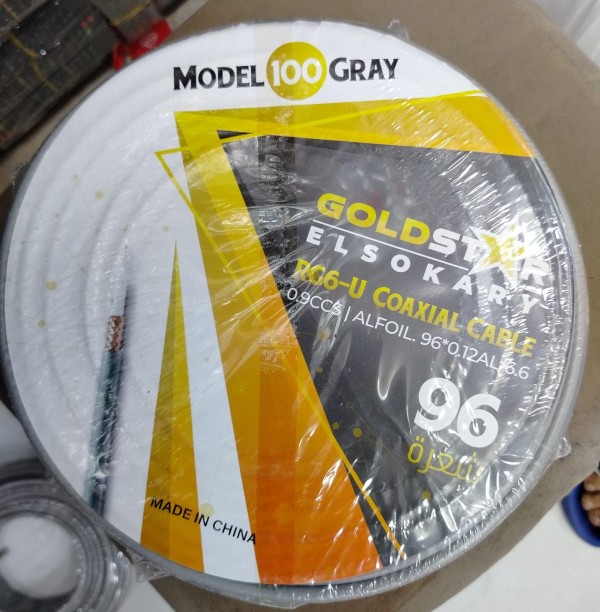 MODEL 100 GRAY
GOLDSTAR
ELSOKARY
RG6-U COAXIAL CABLE
0.9CCS | ALFOIL. 96*0.12AL/6.6
96
شعرة
MADE IN CHINA